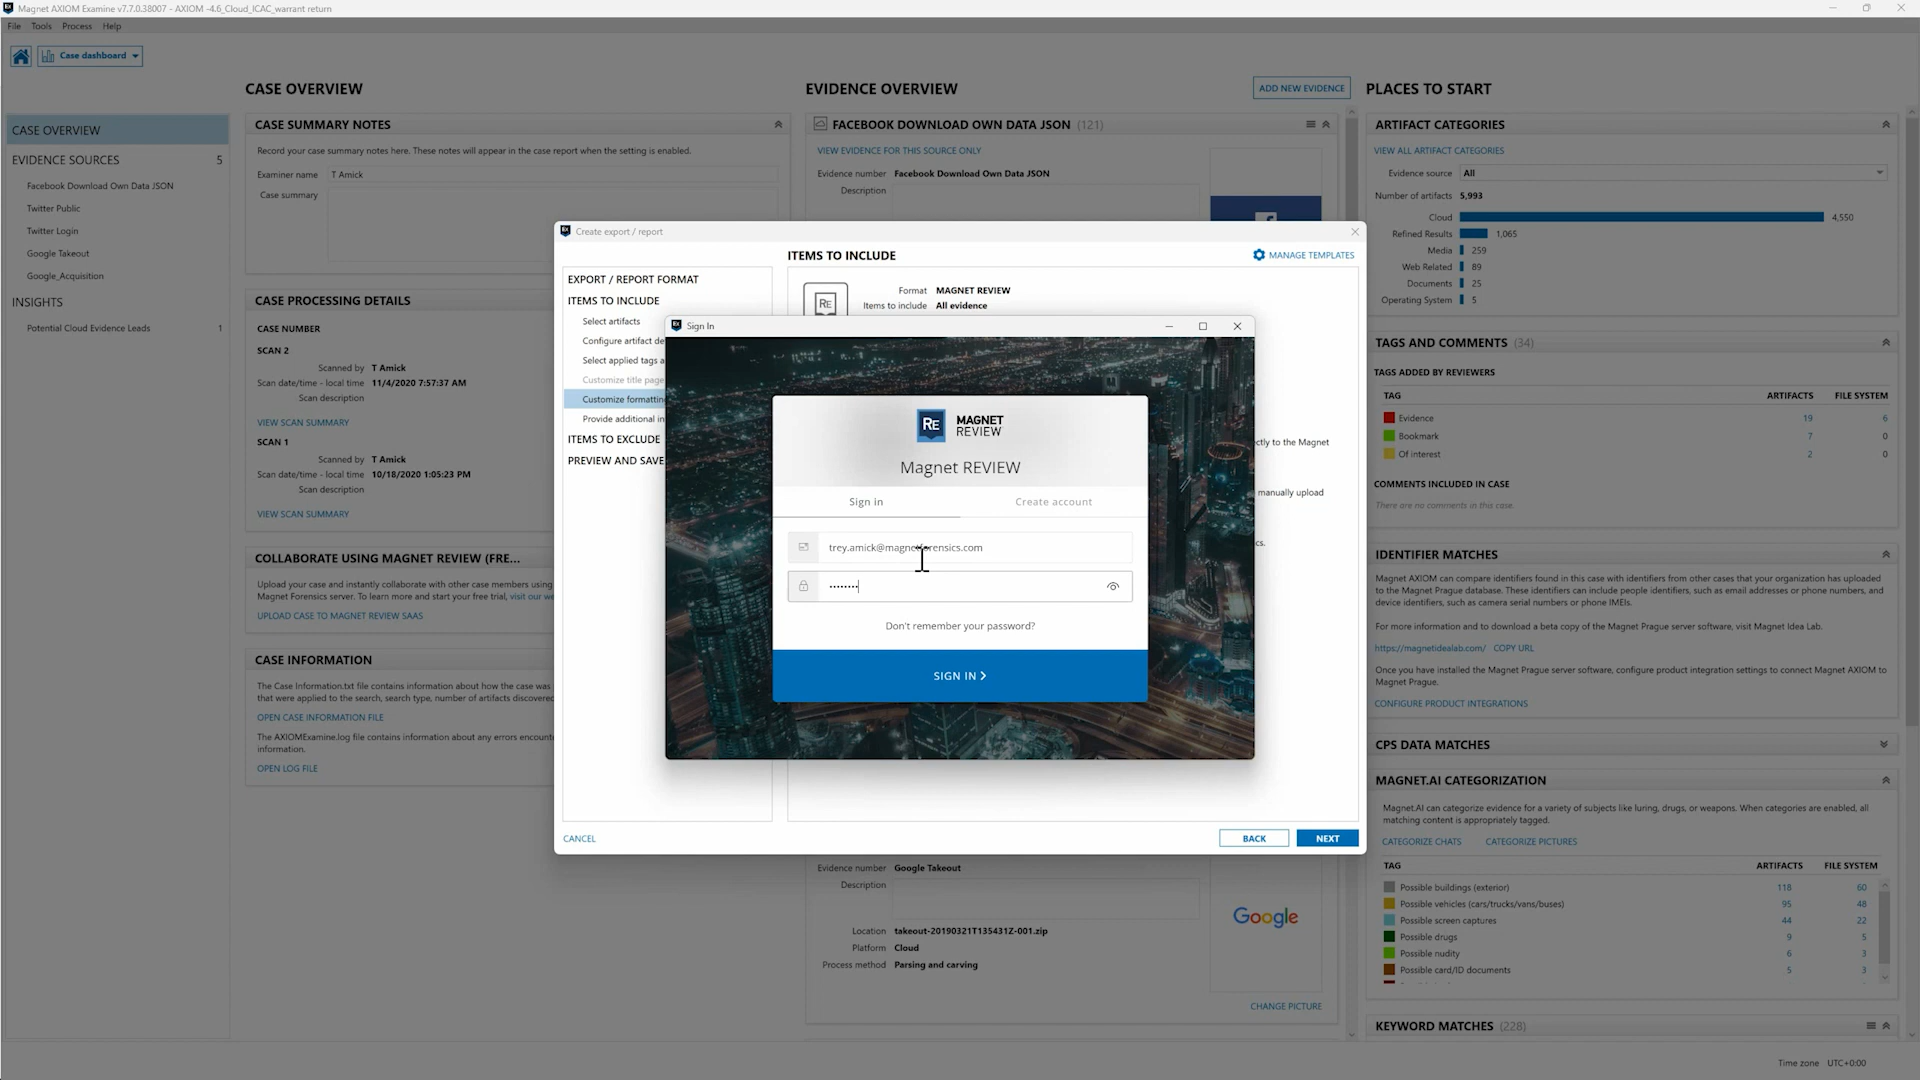 Magnet AXIOM Examine v7.7.0.38007 - AXIOM -4.6_Cloud_ICAC_warrant return
File Tools Process Help
Case dashboard
CASE OVERVIEW
EVIDENCE SOURCES 5
Facebook Download Own Data JSON
Twitter Public
Twitter Login
Google Takeout
Google_Acquisition
INSIGHTS
Potential Cloud Evidence Leads 1
CASE OVERVIEW
CASE SUMMARY NOTES
Record your case summary notes here. These notes will appear in the case report when the setting is enabled.
Examiner name T Amick
Case summary
CASE PROCESSING DETAILS
CASE NUMBER
SCAN 2
Scanned by T Amick
Scan date/time - local time 11/4/2020 7:57:37 AM
Scan description
VIEW SCAN SUMMARY
SCAN 1
Scanned by T Amick
Scan date/time - local time 10/18/2020 1:05:23 PM
Scan description
VIEW SCAN SUMMARY
COLLABORATE USING MAGNET REVIEW (FRE...
Upload your case and instantly collaborate with other case members using
Magnet Forensics server. To learn more and start your free trial, visit our we
UPLOAD CASE TO MAGNET REVIEW SAAS
CASE INFORMATION
The Case Information.txt file contains information about how the case was
that were applied to the search, search type, number of artifacts discovered
OPEN CASE INFORMATION FILE
The AXIOMExamine.log file contains information about any errors encount
information.
OPEN LOG FILE
EVIDENCE OVERVIEW
ADD NEW EVIDENCE
FACEBOOK DOWNLOAD OWN DATA JSON (121)
VIEW EVIDENCE FOR THIS SOURCE ONLY
Evidence number Facebook Download Own Data JSON
Description
Create export / report
ITEMS TO INCLUDE
MANAGE TEMPLATES
EXPORT / REPORT FORMAT
ITEMS TO INCLUDE
Select artifacts
Configure artifact de
Select applied tags a
Customize title page
Customize formattin
Provide additional in
ITEMS TO EXCLUDE
PREVIEW AND SAVE
RE
Format MAGNET REVIEW
Items to include All evidence
ctly to the Magnet
manually upload
cs.
Sign In
RE MAGNET
REVIEW
Magnet REVIEW
Sign in Create account
trey.amick@magnetforensics.com
••••••••
Don't remember your password?
SIGN IN >
CANCEL
BACK
NEXT
Evidence number Google Takeout
Description
Location takeout-20190321T135431Z-001.zip
Platform Cloud
Process method Parsing and carving
Google
CHANGE PICTURE
PLACES TO START
ARTIFACT CATEGORIES
VIEW ALL ARTIFACT CATEGORIES
Evidence source All
Number of artifacts 5,993
Cloud 4,550
Refined Results 1,065
Media 259
Web Related 89
Documents 25
Operating System 5
TAGS AND COMMENTS (34)
TAGS ADDED BY REVIEWERS
TAG ARTIFACTS FILE SYSTEM
Evidence 19 6
Bookmark 7 0
Of interest 2 0
COMMENTS INCLUDED IN CASE
There are no comments in this case.
IDENTIFIER MATCHES
Magnet AXIOM can compare identifiers found in this case with identifiers from other cases that your organization has uploaded
to the Magnet Prague database. These identifiers can include people identifiers, such as email addresses or phone numbers, and
device identifiers, such as camera serial numbers or phone IMEIs.
For more information and to download a beta copy of the Magnet Prague server software, visit Magnet Idea Lab.
https://magnetidealab.com/ COPY URL
Once you have installed the Magnet Prague server software, configure product integration settings to connect Magnet AXIOM to
Magnet Prague.
CONFIGURE PRODUCT INTEGRATIONS
CPS DATA MATCHES
MAGNET.AI CATEGORIZATION
Magnet.AI can categorize evidence for a variety of subjects like luring, drugs, or weapons. When categories are enabled, all
matching content is appropriately tagged.
CATEGORIZE CHATS CATEGORIZE PICTURES
TAG ARTIFACTS FILE SYSTEM
Possible buildings (exterior) 118 60
Possible vehicles (cars/trucks/vans/buses) 95 48
Possible screen captures 44 22
Possible drugs 9 5
Possible nudity 6 3
Possible card/ID documents 5 3
KEYWORD MATCHES (228)
Time zone UTC+0:00